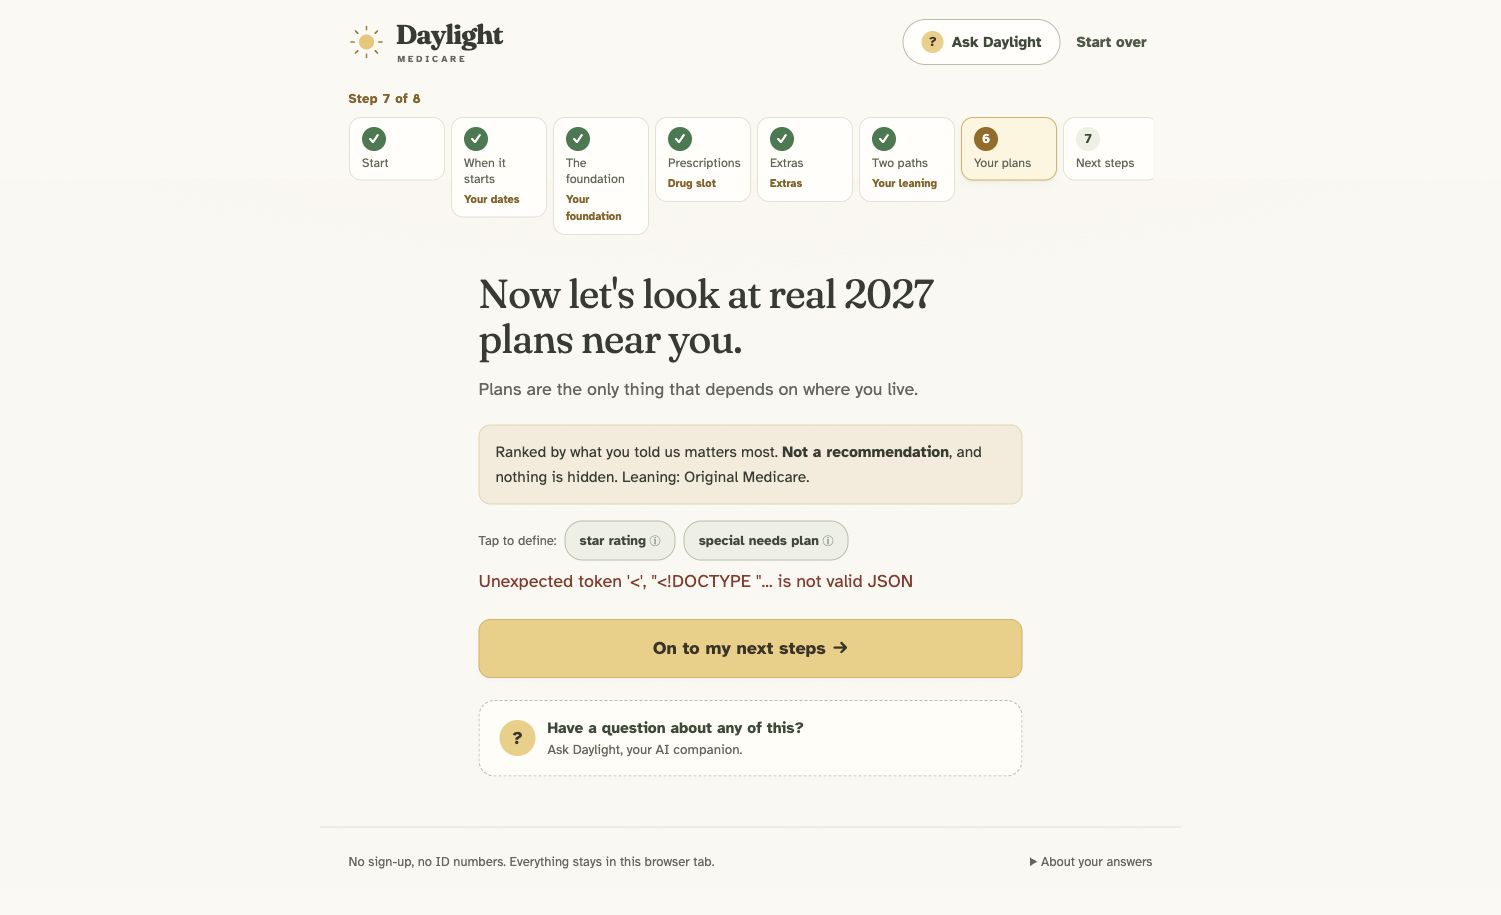 Daylight
MEDICARE
? Ask Daylight
Start over
Step 7 of 8
Start
When it
starts
Your dates
The
foundation
Your
foundation
Prescriptions
Drug slot
Extras
Extras
Two paths
Your leaning
6
Your plans
7
Next steps
Now let's look at real 2027
plans near you.
Plans are the only thing that depends on where you live.
Ranked by what you told us matters most. Not a recommendation, and
nothing is hidden. Leaning: Original Medicare.
Tap to define: star rating ⓘ special needs plan ⓘ
Unexpected token '<', "<!DOCTYPE "... is not valid JSON
On to my next steps →
?
Have a question about any of this?
Ask Daylight, your AI companion.
No sign-up, no ID numbers. Everything stays in this browser tab.
▶ About your answers